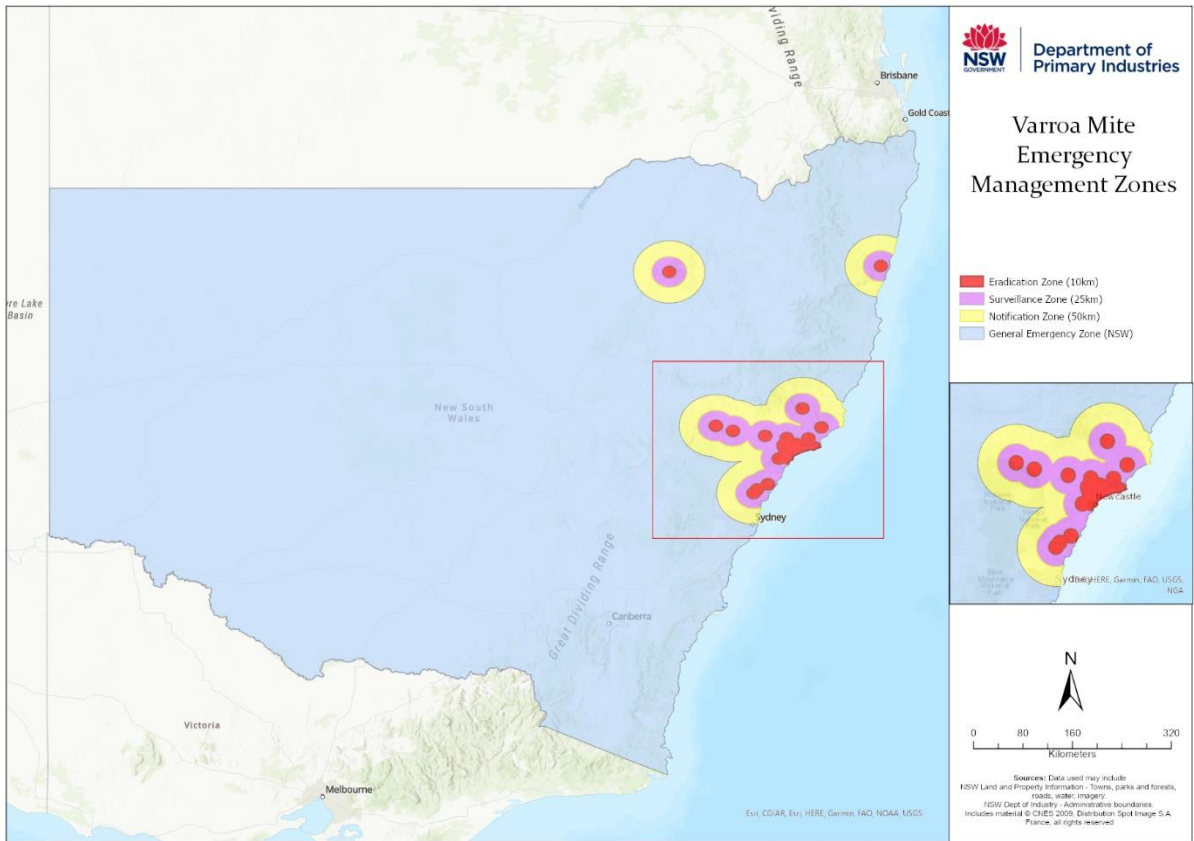 Dividing Range
Brisbane
Gold Coast
yre Lake
Basin
New South
Wales
Sydney
Great Dividing Range
Canberra
Victoria
Melbourne
Esri, CGIAR, Esri, HERE, Garmin, FAO, NOAA, USGS
NSW
GOVERNMENT
Department of
Primary Industries
Varroa Mite
Emergency
Management Zones
Eradication Zone (10km)
Surveillance Zone (25km)
Notification Zone (50km)
General Emergency Zone (NSW)
Newcastle
Blue
Mountains
National
Park
Sydney
HERE, Garmin, FAO, USGS,
NGA
N
0 80 160 320
Kilometers
Sources: Data used may include
NSW Land and Property Information - Towns, parks and forests,
roads, water, imagery.
NSW Dept of Industry - Administrative boundaries.
Includes material © CNES 2009, Distribution Spot Image S.A.
France, all rights reserved